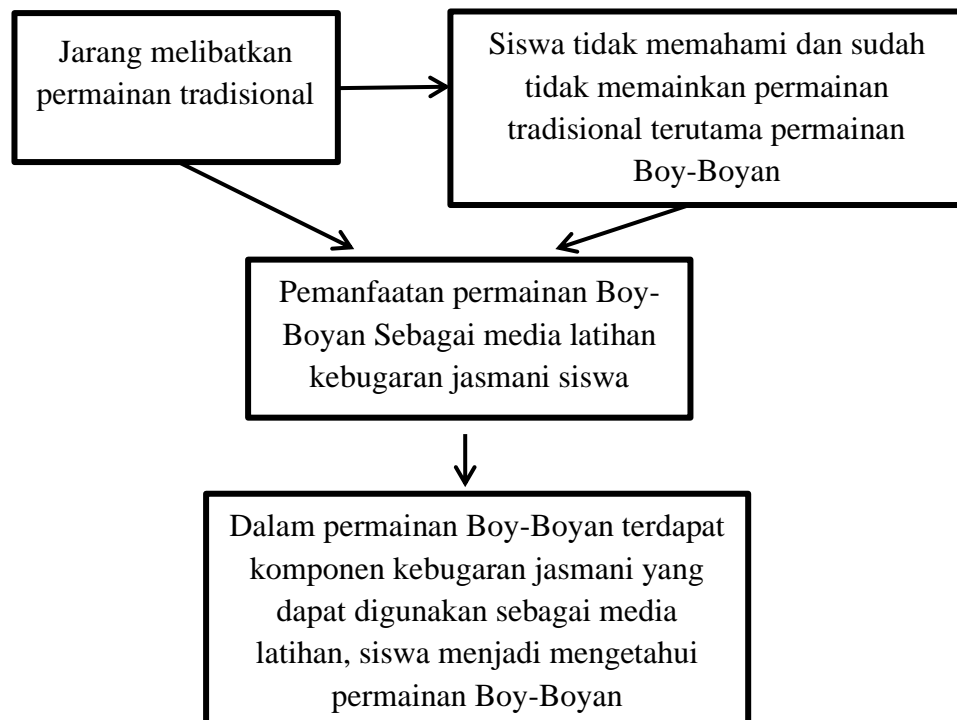 Jarang melibatkan
permainan tradisional
Siswa tidak memahami dan sudah
tidak memainkan permainan
tradisional terutama permainan
Boy-Boyan
Pemanfaatan permainan Boy-
Boyan Sebagai media latihan
kebugaran jasmani siswa
Dalam permainan Boy-Boyan terdapat
komponen kebugaran jasmani yang
dapat digunakan sebagai media
latihan, siswa menjadi mengetahui
permainan Boy-Boyan